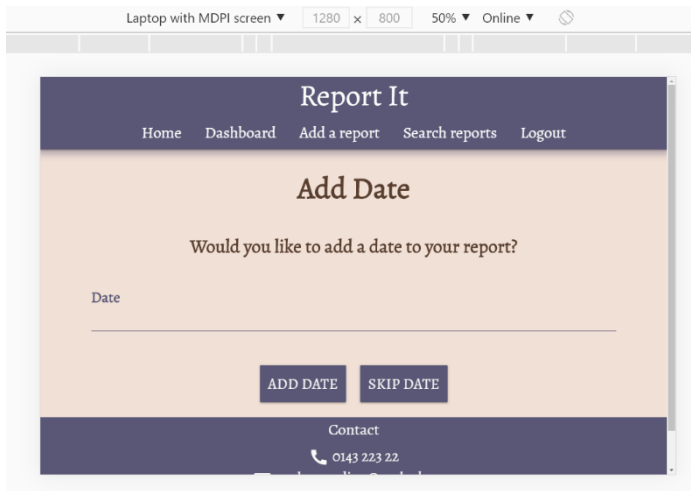 Laptop with MDPI screen ▼ 1280 x 800 50% ▼ Online ▼
Report It
Home Dashboard Add a report Search reports Logout
Add Date
Would you like to add a date to your report?
Date
ADD DATE SKIP DATE
Contact
0143 223 22